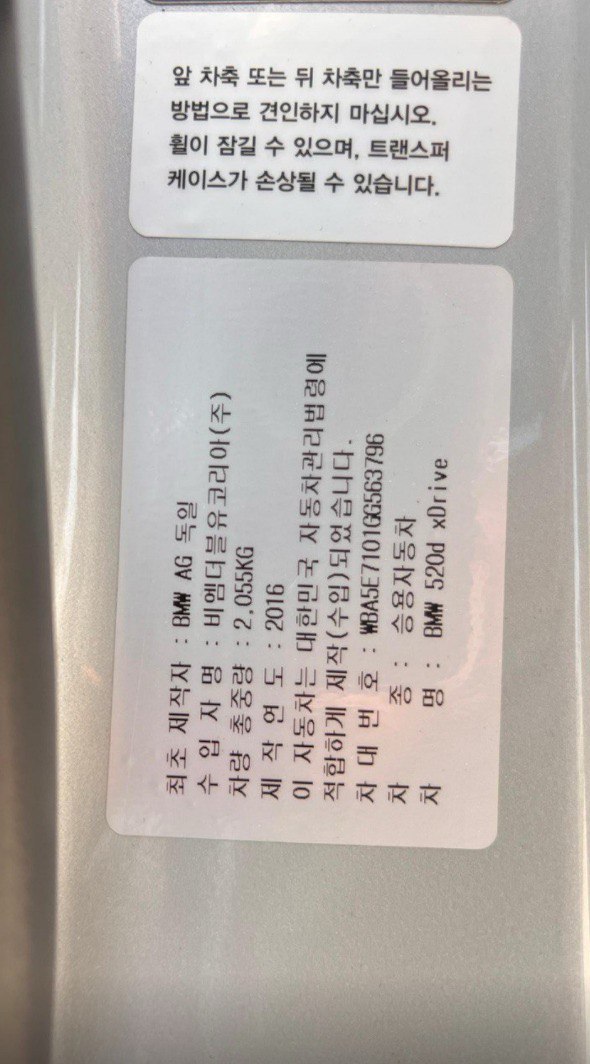 앞 차축 또는 뒤 차축만 들어올리는
방법으로 견인하지 마십시오.
휠이 잠길 수 있으며, 트랜스퍼
케이스가 손상될 수 있습니다.
최초 제작자 : BMW AG 독일
수 입 자 명 : 비엠더블유코리아(주)
차량 총중량 : 2,055KG
제 작 연 도 : 2016
이 자동차는 대한민국 자동차관리법령에
적합하게 제작(수입)되었습니다.
차 대 번 호 : WBA5E7101GG563796
차 종 : 승용자동차
차 명 : BMW 520d xDrive